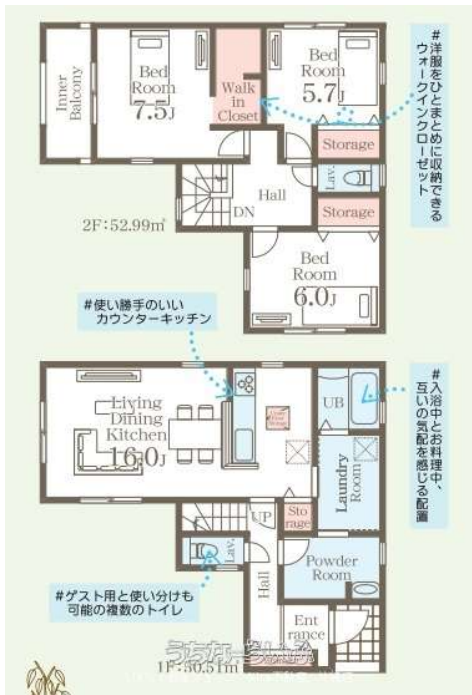 Inner
Balcony
Bed
Room
7.5J
Walk
in
Closet
Bed
Room
5.7J
Storage
Lav.
Storage
Hall
DN
2F:52.99㎡
Bed
Room
6.0J
#洋服をひとまとめに収納できる
ウォークインクローゼット
#使い勝手のいい
カウンターキッチン
Living
Dining
Kitchen
16.0J
UB
Laundry
Room
Sto
rage
UP
Lav.
Hall
Powder
Room
Ent
rance
#入浴中とお料理中、
互いの気配を感じる配置
#ゲスト用と使い分けも
可能の複数のトイレ
1F:50.51㎡